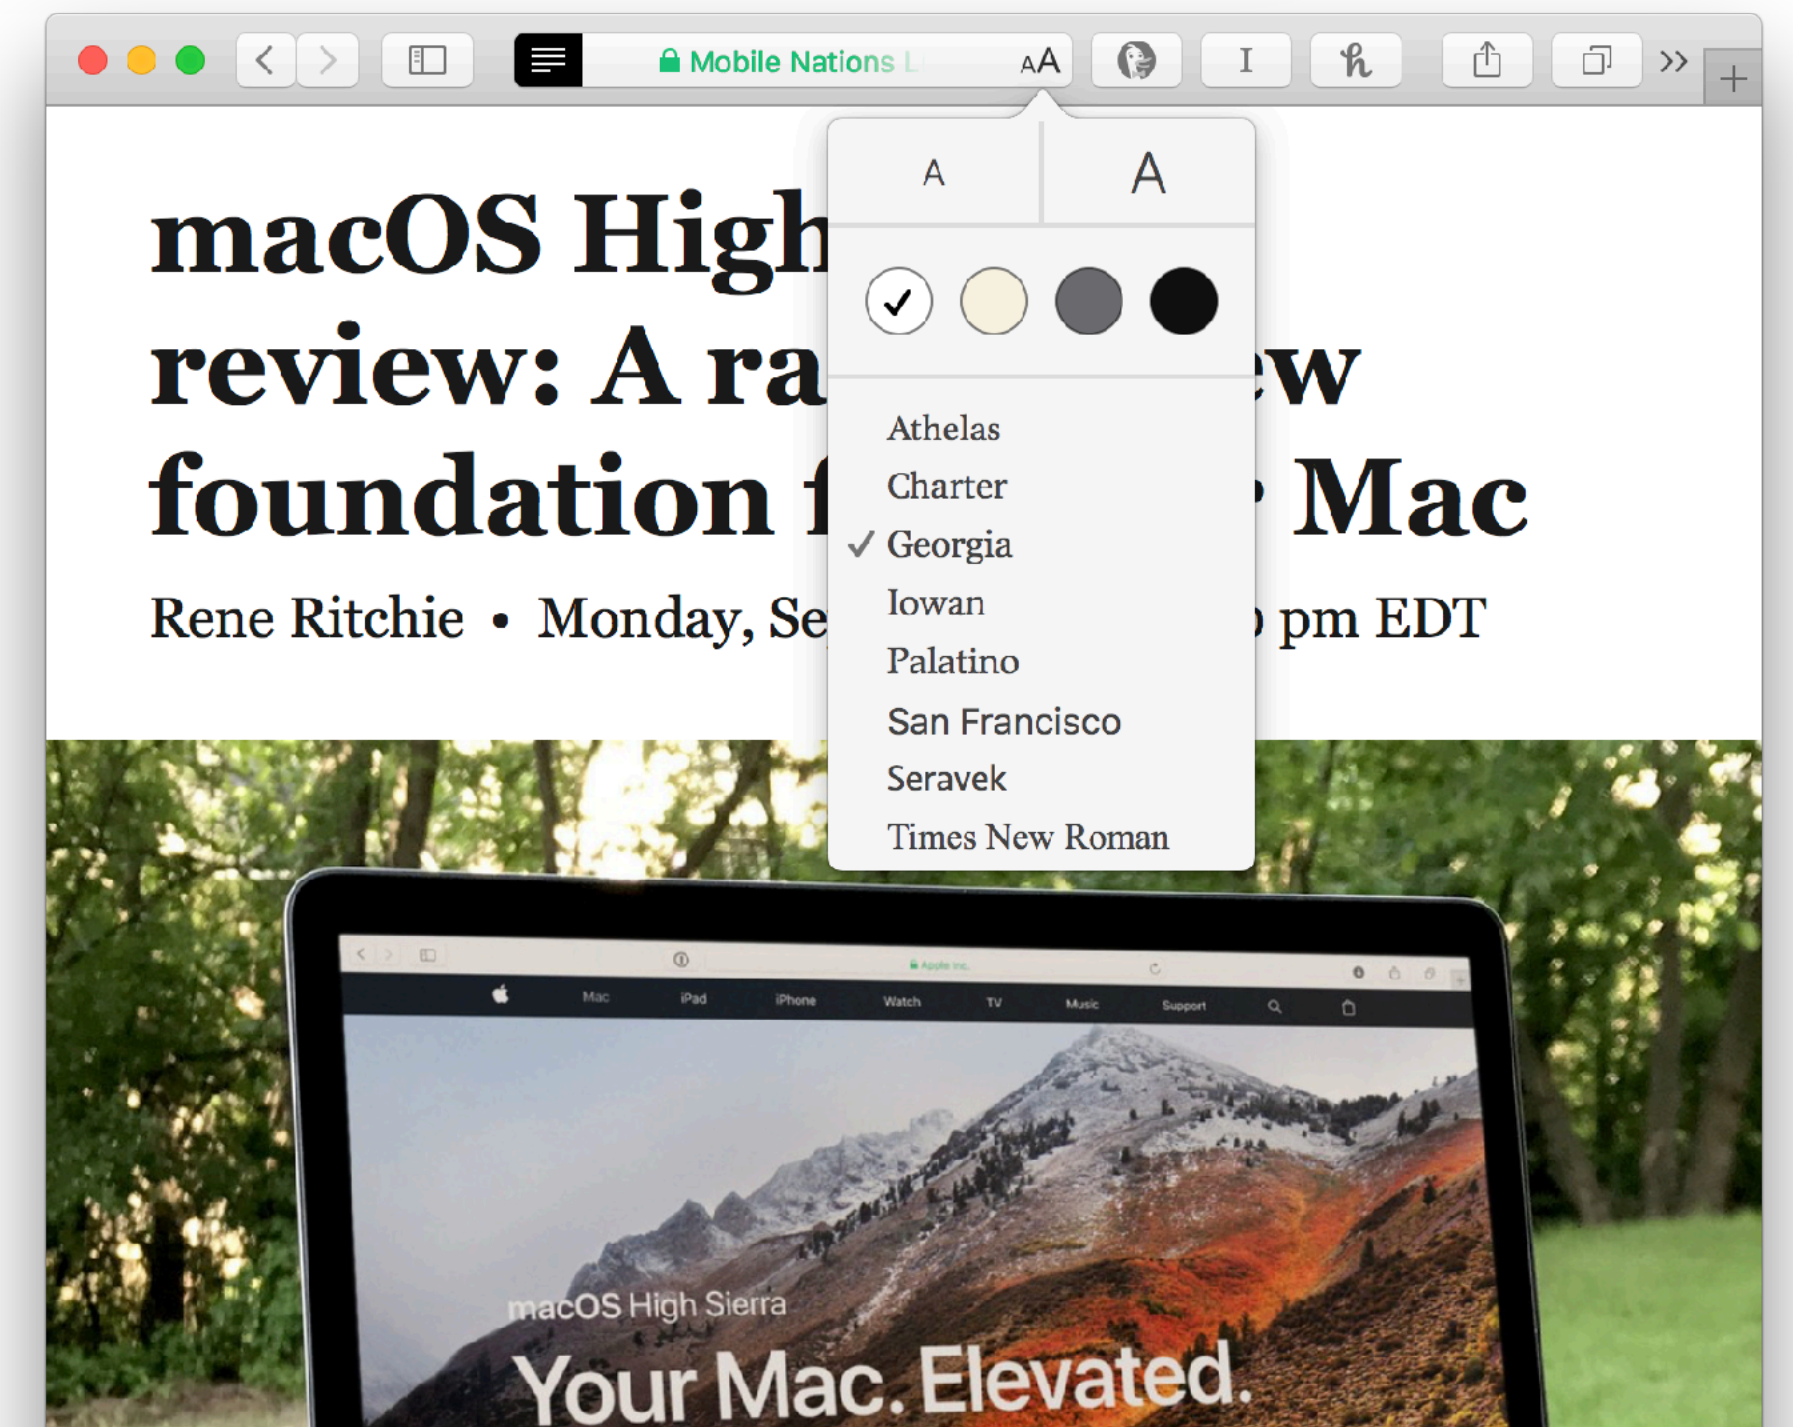 Mobile Nations L
AA
I
h
A
A
macOS High
review: A ra
ew
foundation f
r Mac
Rene Ritchie • Monday, Se
pm EDT
Athelas
Charter
✓ Georgia
Iowan
Palatino
San Francisco
Seravek
Times New Roman
Apple Inc.
Mac iPad iPhone Watch TV Music Support
macOS High Sierra
Your Mac. Elevated.